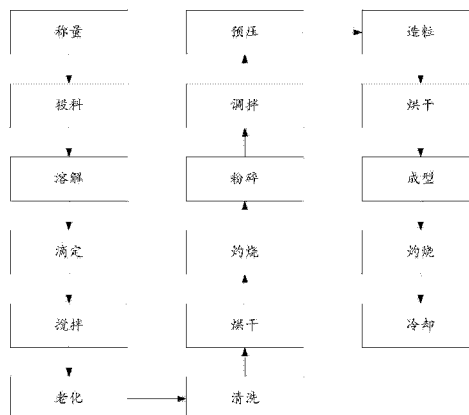 称量
投料
溶解
滴定
搅拌
老化
清洗
烘干
灼烧
粉碎
调拌
预压
造粒
烘干
成型
灼烧
冷却